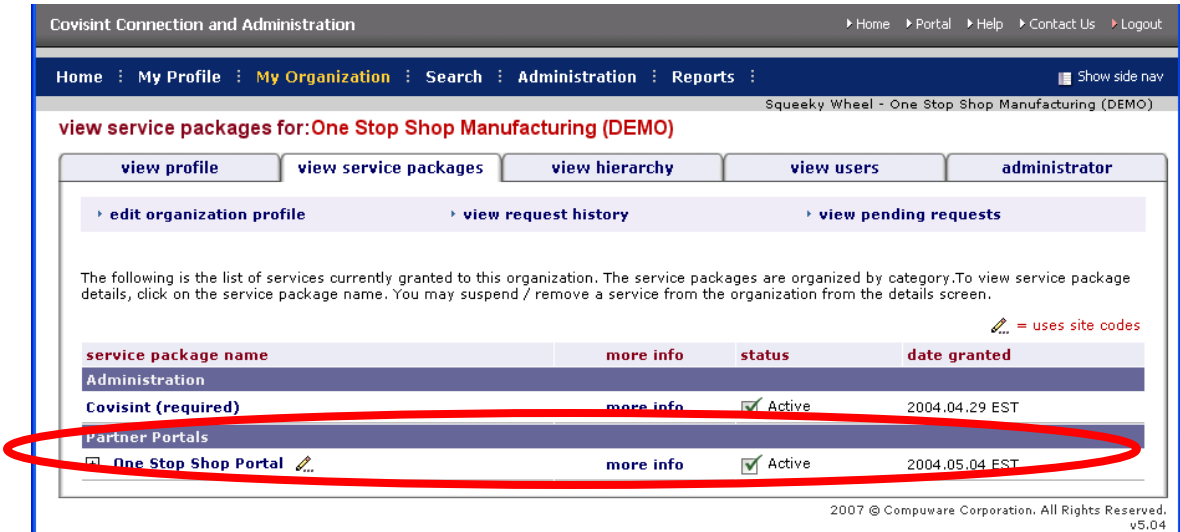 Covisint Connection and Administration Home Portal Help Contact Us Logout
Home My Profile My Organization Search Administration Reports Show side nav
Squeeky Wheel - One Stop Shop Manufacturing (DEMO)
view service packages for:One Stop Shop Manufacturing (DEMO)
view profile view service packages view hierarchy view users administrator
edit organization profile view request history view pending requests
The following is the list of services currently granted to this organization. The service packages are organized by category.To view service package
details, click on the service package name. You may suspend / remove a service from the organization from the details screen.
= uses site codes
service package name more info status date granted
Administration
Covisint (required) more info Active 2004.04.29 EST
Partner Portals
One Stop Shop Portal more info Active 2004.05.04 EST
2007 © Compuware Corporation. All Rights Reserved.
v5.04